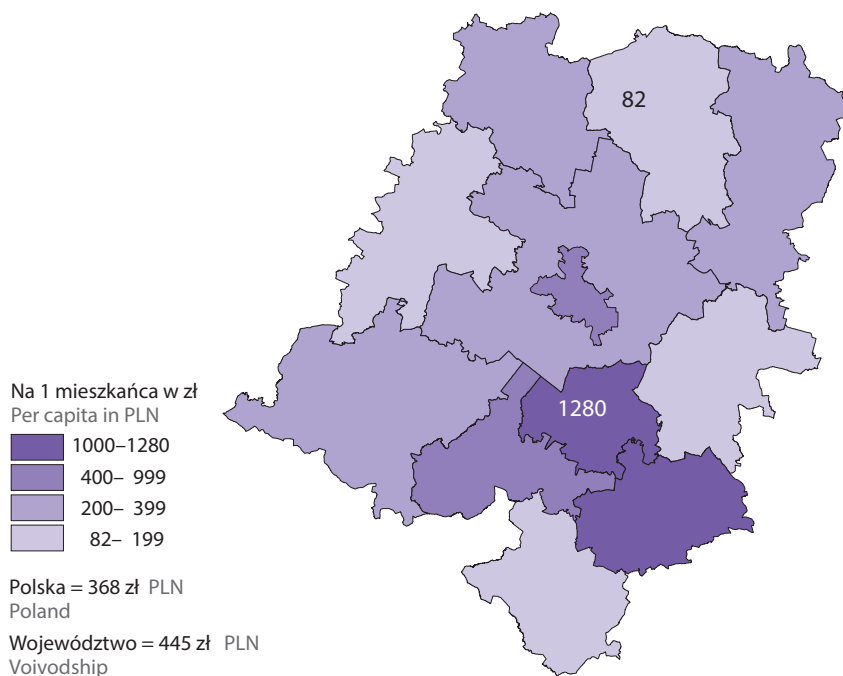 82
1280
Na 1 mieszkańca w zł
Per capita in PLN
1000–1280
400– 999
200– 399
82– 199
Polska = 368 zł PLN
Poland
Województwo = 445 zł PLN
Voivodship